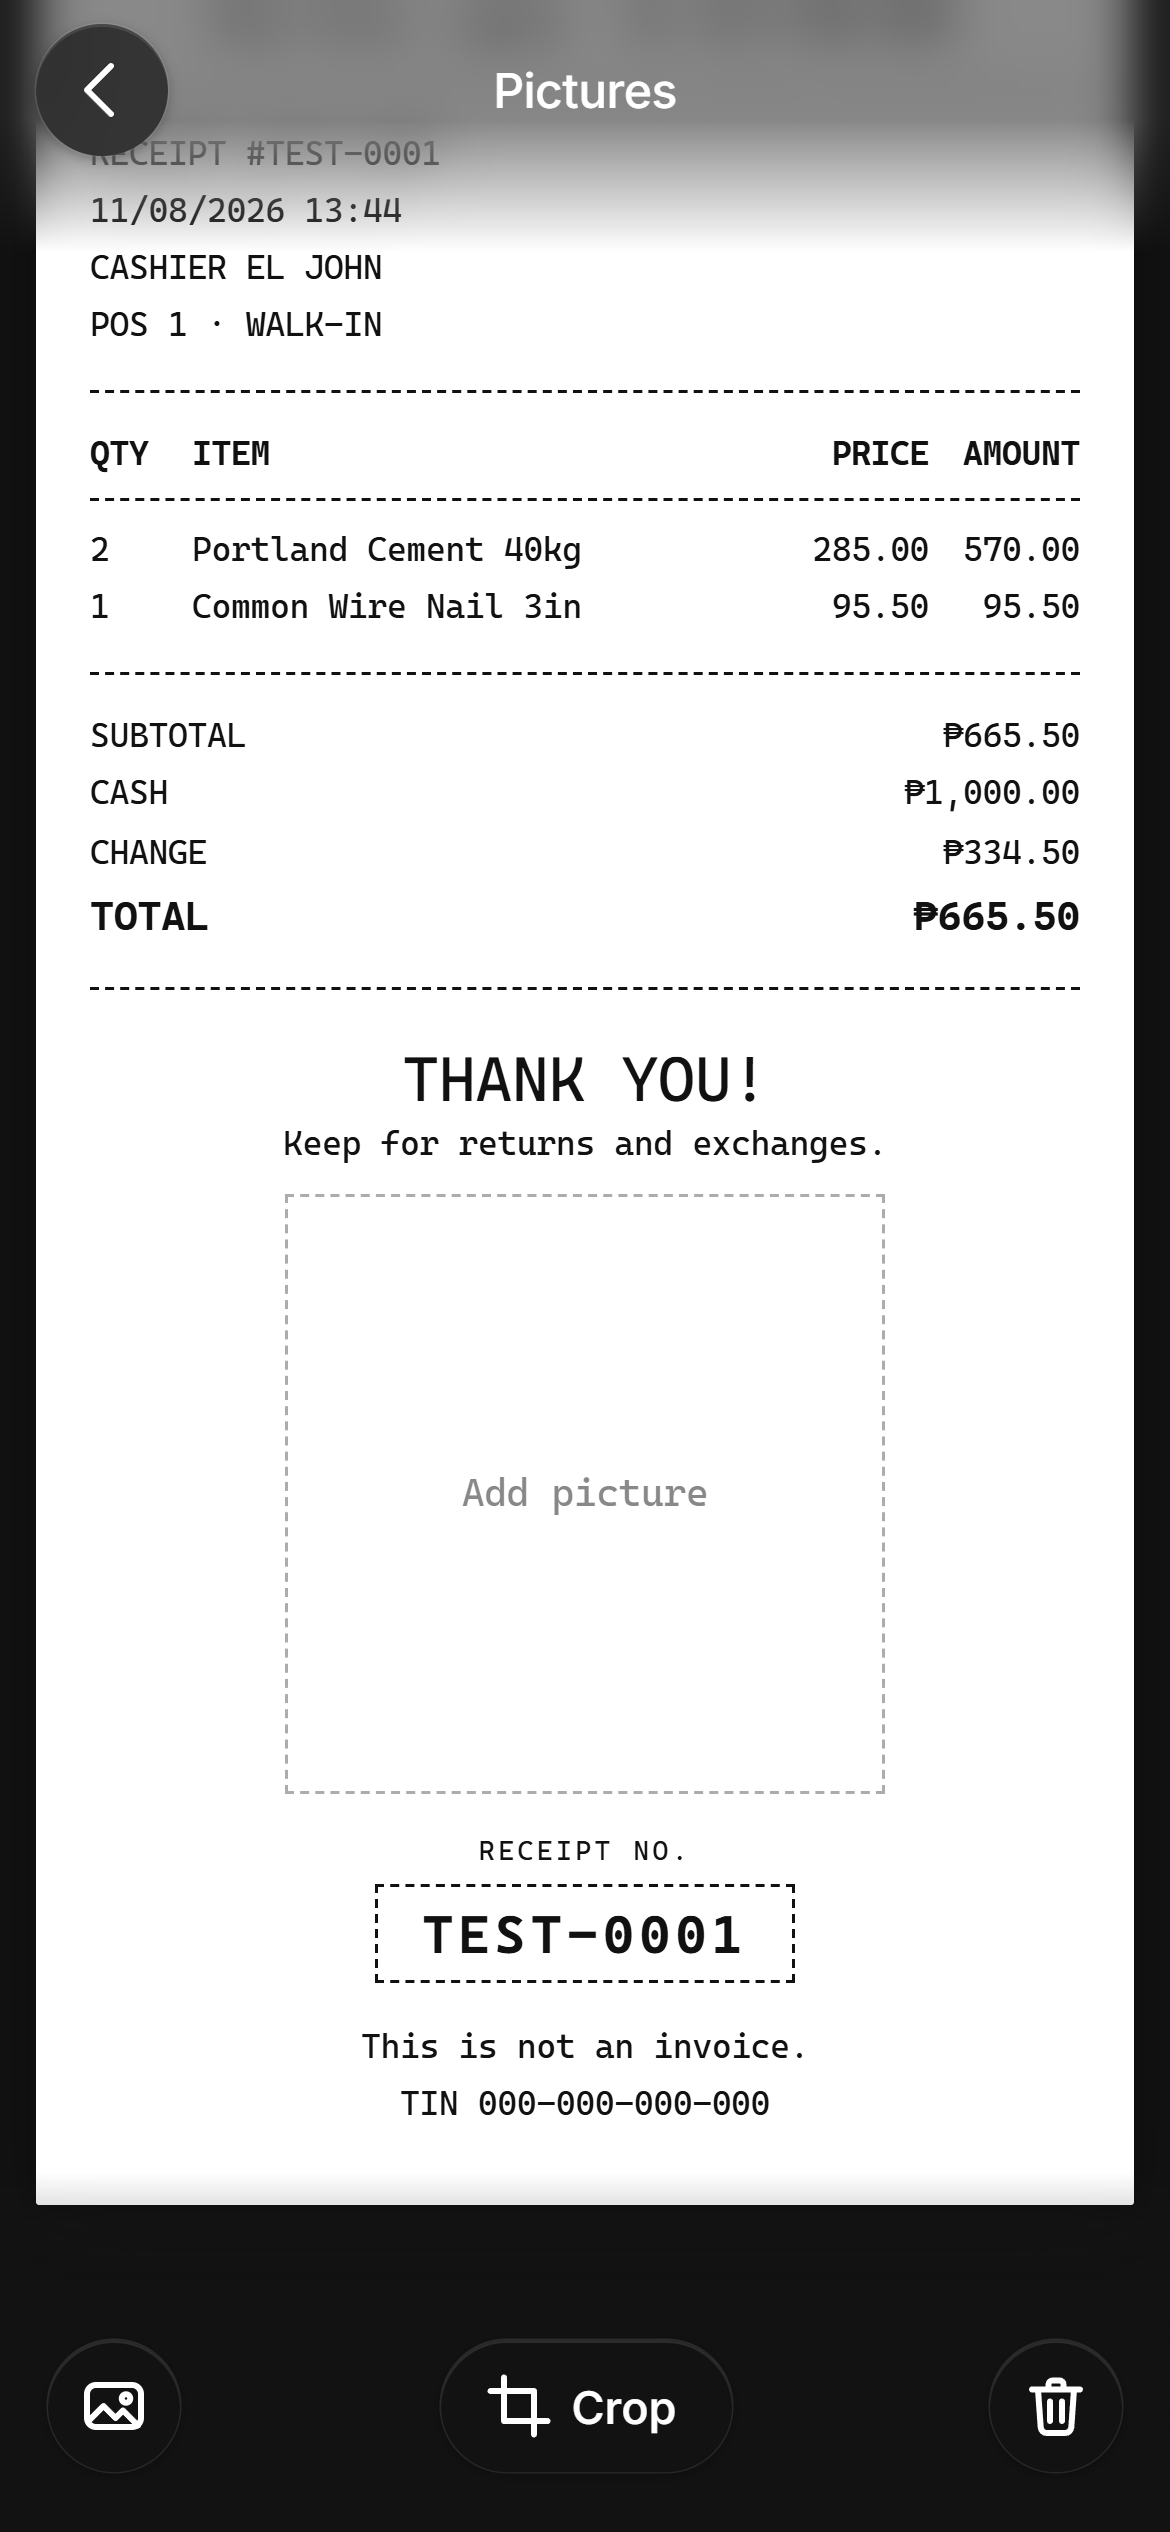 Pictures
RECEIPT #TEST-0001
11/08/2026 13:44
CASHIER EL JOHN
POS 1 · WALK-IN
QTY ITEM PRICE AMOUNT
2 Portland Cement 40kg 285.00 570.00
1 Common Wire Nail 3in 95.50 95.50
SUBTOTAL ₱665.50
CASH ₱1,000.00
CHANGE ₱334.50
TOTAL ₱665.50
THANK YOU!
Keep for returns and exchanges.
Add picture
RECEIPT NO.
TEST-0001
This is not an invoice.
TIN 000-000-000-000
Crop